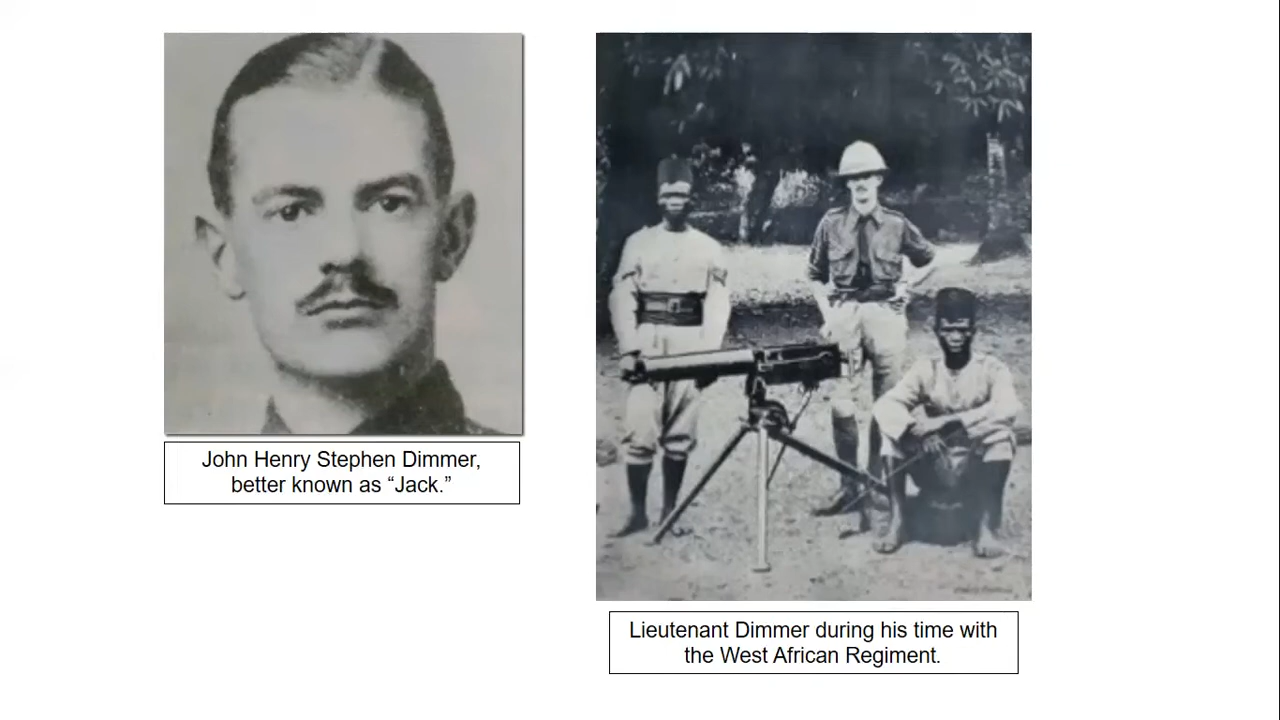 John Henry Stephen Dimmer,
better known as “Jack.”
Lieutenant Dimmer during his time with
the West African Regiment.